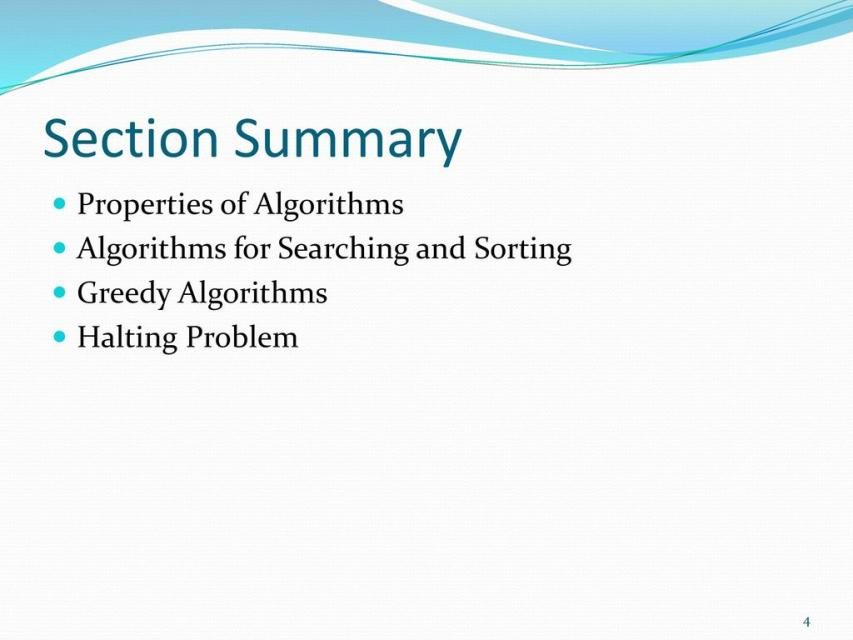 Section Summary
Properties of Algorithms
Algorithms for Searching and Sorting
Greedy Algorithms
Halting Problem
4